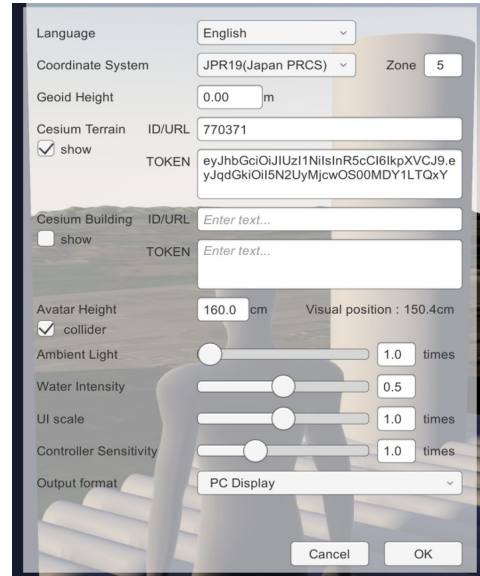 Language English
Coordinate System JPR19(Japan PRCS) Zone 5
Geoid Height 0.00 m
Cesium Terrain ID/URL 770371
show
TOKEN eyJhbGciOiJIUzI1NiIsInR5cCI6IkpXVCJ9.e
yJqdGkiOiI5N2UyMjcwOS00MDY1LTQxY
Cesium Building ID/URL Enter text...
show
TOKEN Enter text...
Avatar Height 160.0 cm Visual position : 150.4cm
collider
Ambient Light 1.0 times
Water Intensity 0.5
UI scale 1.0 times
Controller Sensitivity 1.0 times
Output format PC Display
Cancel OK